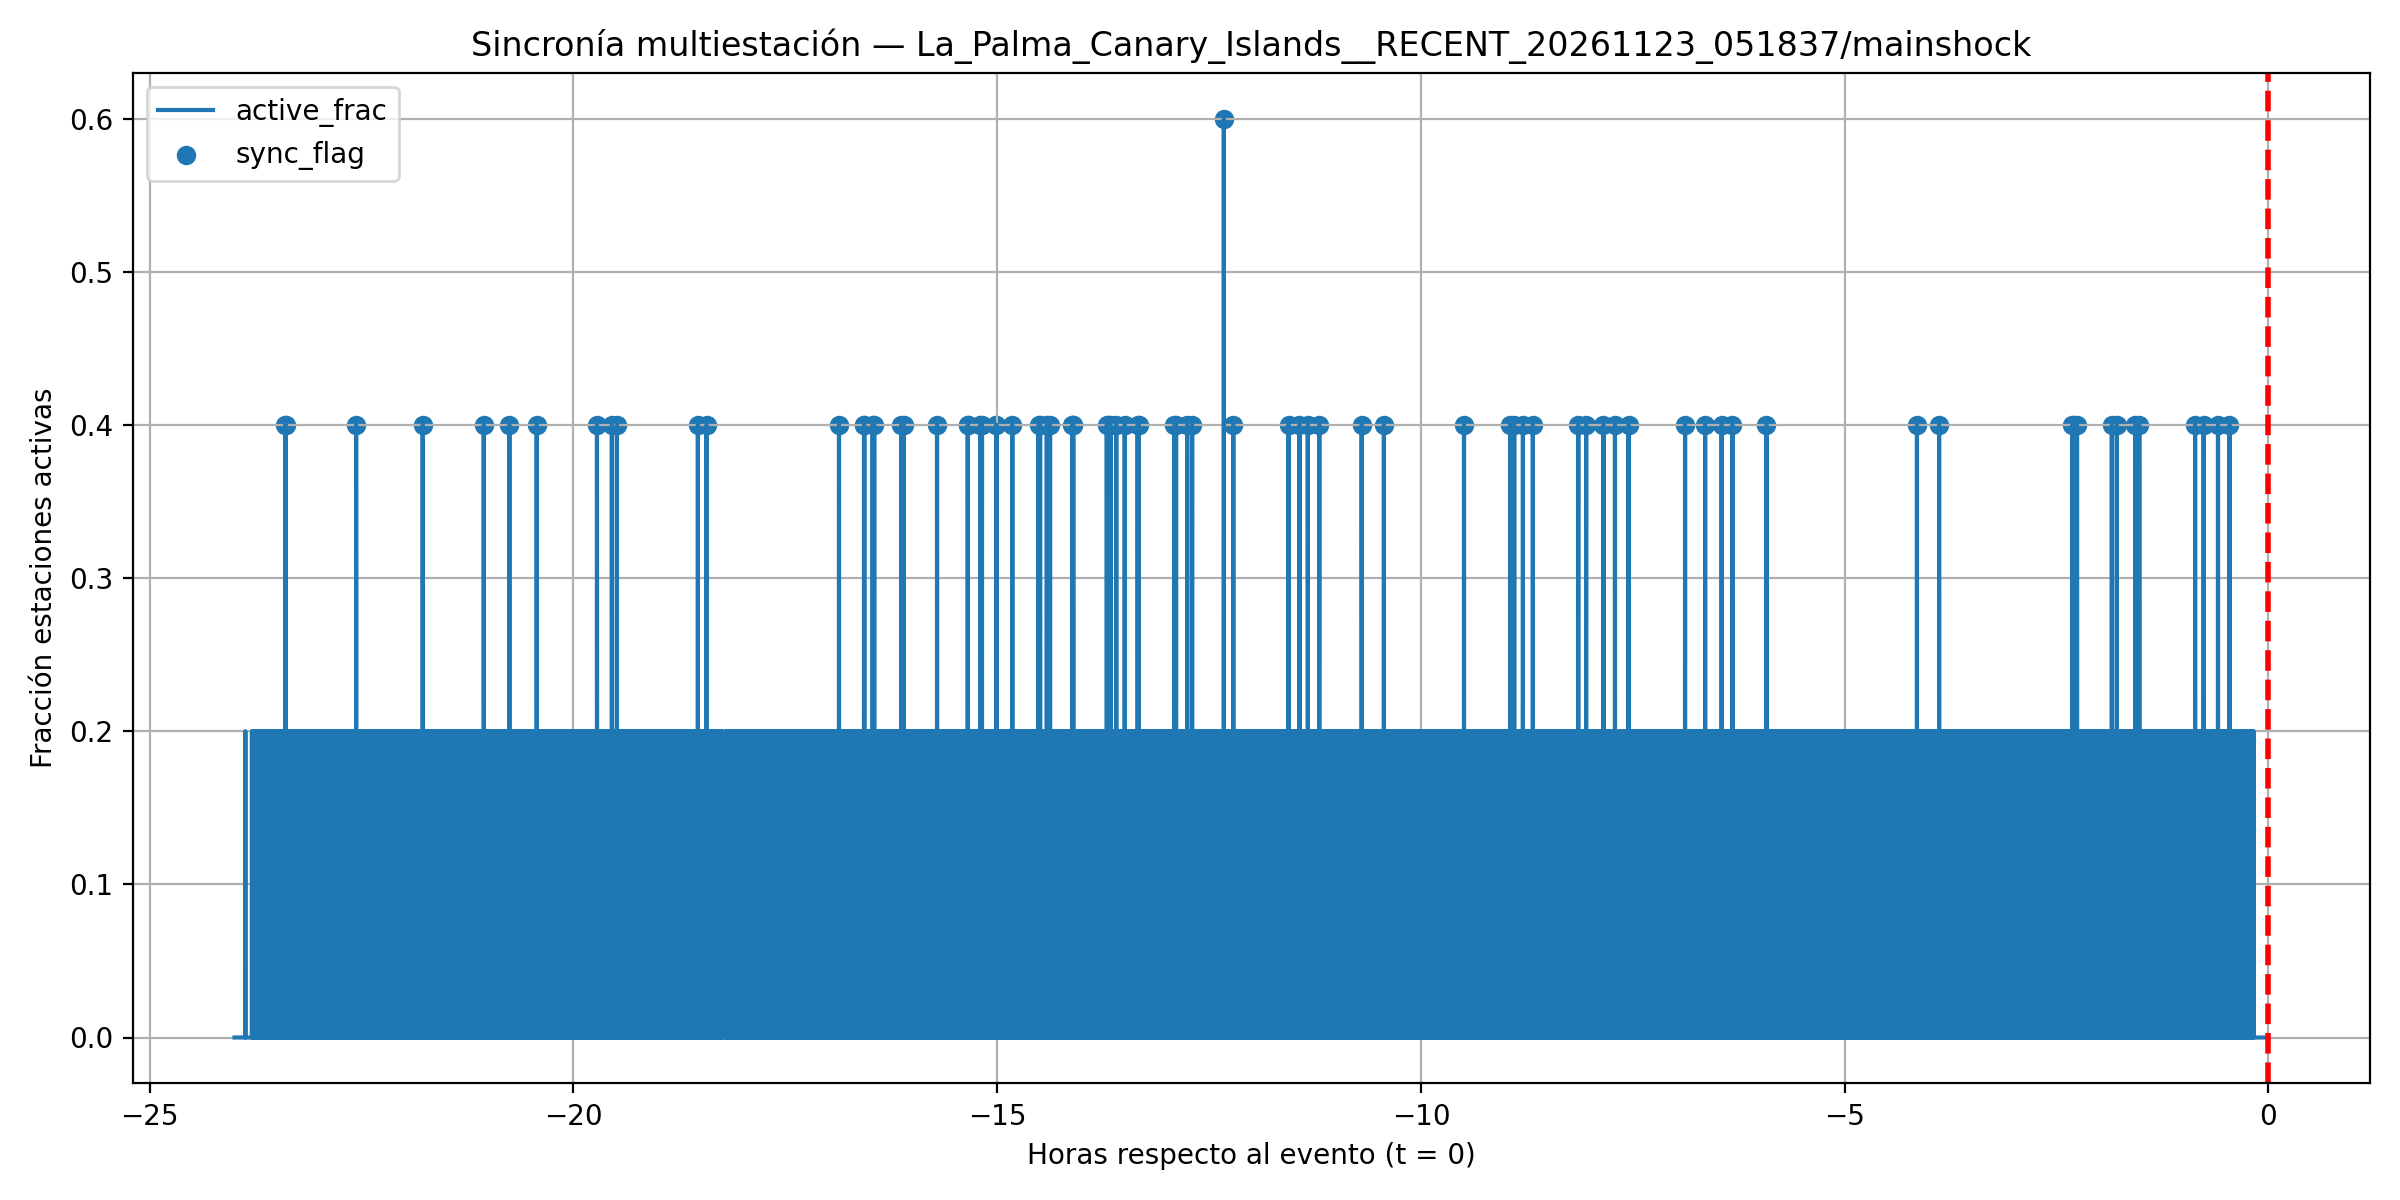 Sincronía multiestación — La_Palma_Canary_Islands__RECENT_20261123_051837/mainshock
active_frac
sync_flag
Fracción estaciones activas
0.6
0.5
0.4
0.3
0.2
0.1
0.0
−25
−20
−15
−10
−5
0
Horas respecto al evento (t = 0)